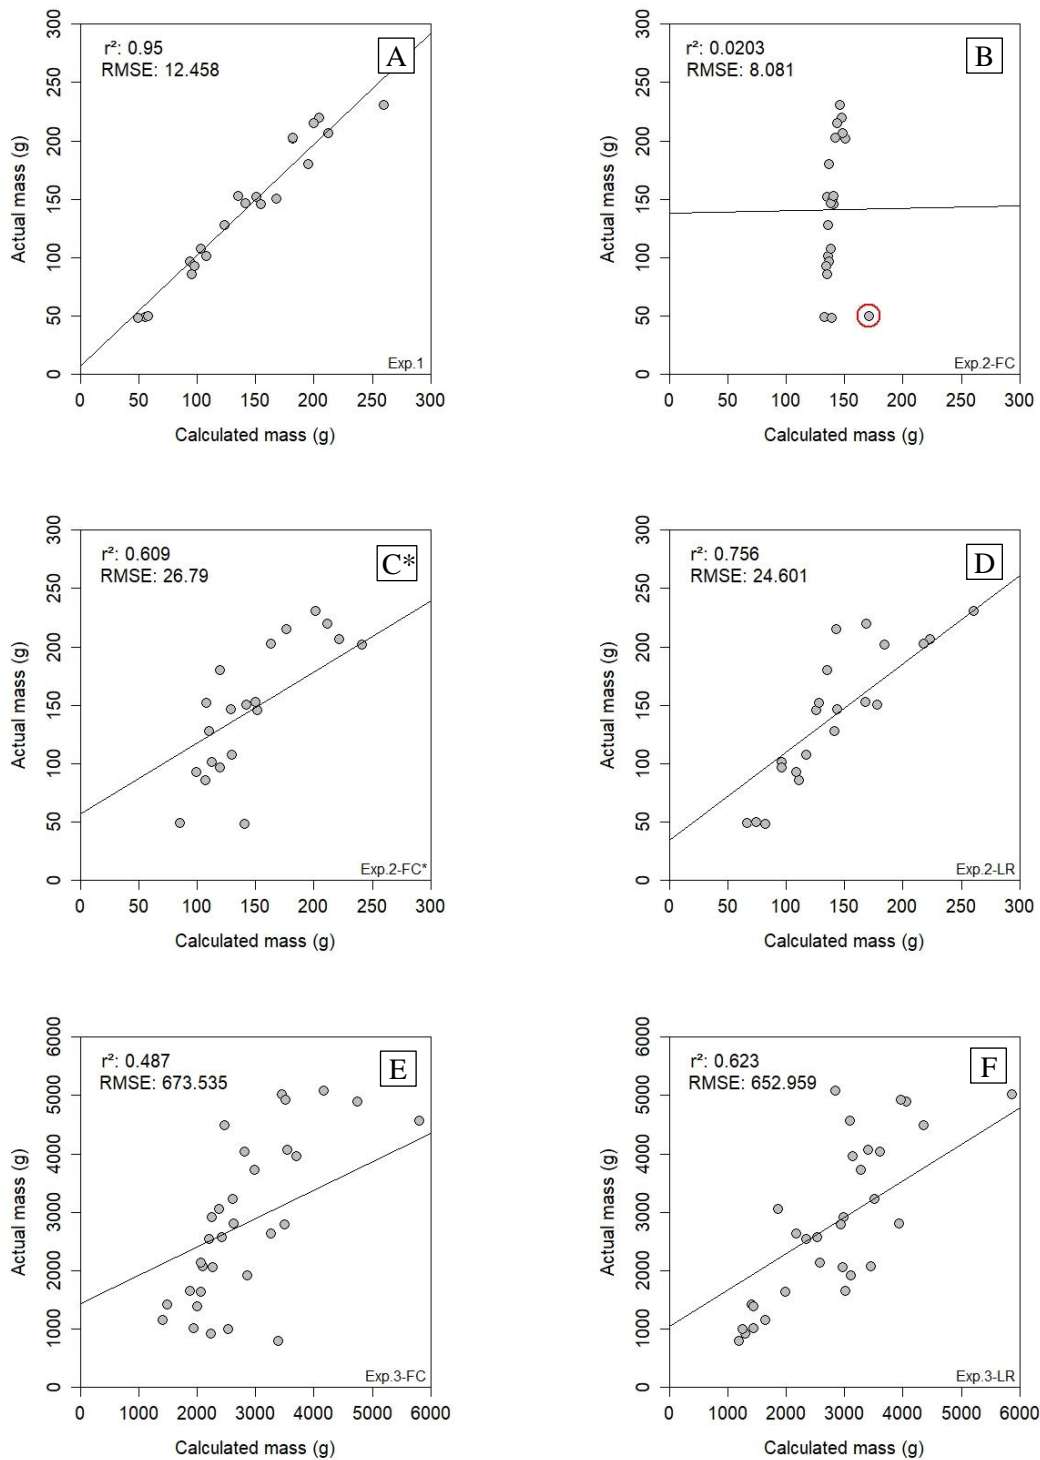 r²: 0.95
RMSE: 12.458
A
Actual mass (g)
0 50 100 150 200 250 300
Exp.1
0 50 100 150 200 250 300
Calculated mass (g)
r²: 0.0203
RMSE: 8.081
B
Actual mass (g)
0 50 100 150 200 250 300
Exp.2-FC
0 50 100 150 200 250 300
Calculated mass (g)
r²: 0.609
RMSE: 26.79
C*
Actual mass (g)
0 50 100 150 200 250 300
Exp.2-FC*
0 50 100 150 200 250 300
Calculated mass (g)
r²: 0.756
RMSE: 24.601
D
Actual mass (g)
0 50 100 150 200 250 300
Exp.2-LR
0 50 100 150 200 250 300
Calculated mass (g)
r²: 0.487
RMSE: 673.535
E
Actual mass (g)
0 1000 2000 3000 4000 5000 6000
Exp.3-FC
0 1000 2000 3000 4000 5000 6000
Calculated mass (g)
r²: 0.623
RMSE: 652.959
F
Actual mass (g)
0 1000 2000 3000 4000 5000 6000
Exp.3-LR
0 1000 2000 3000 4000 5000 6000
Calculated mass (g)